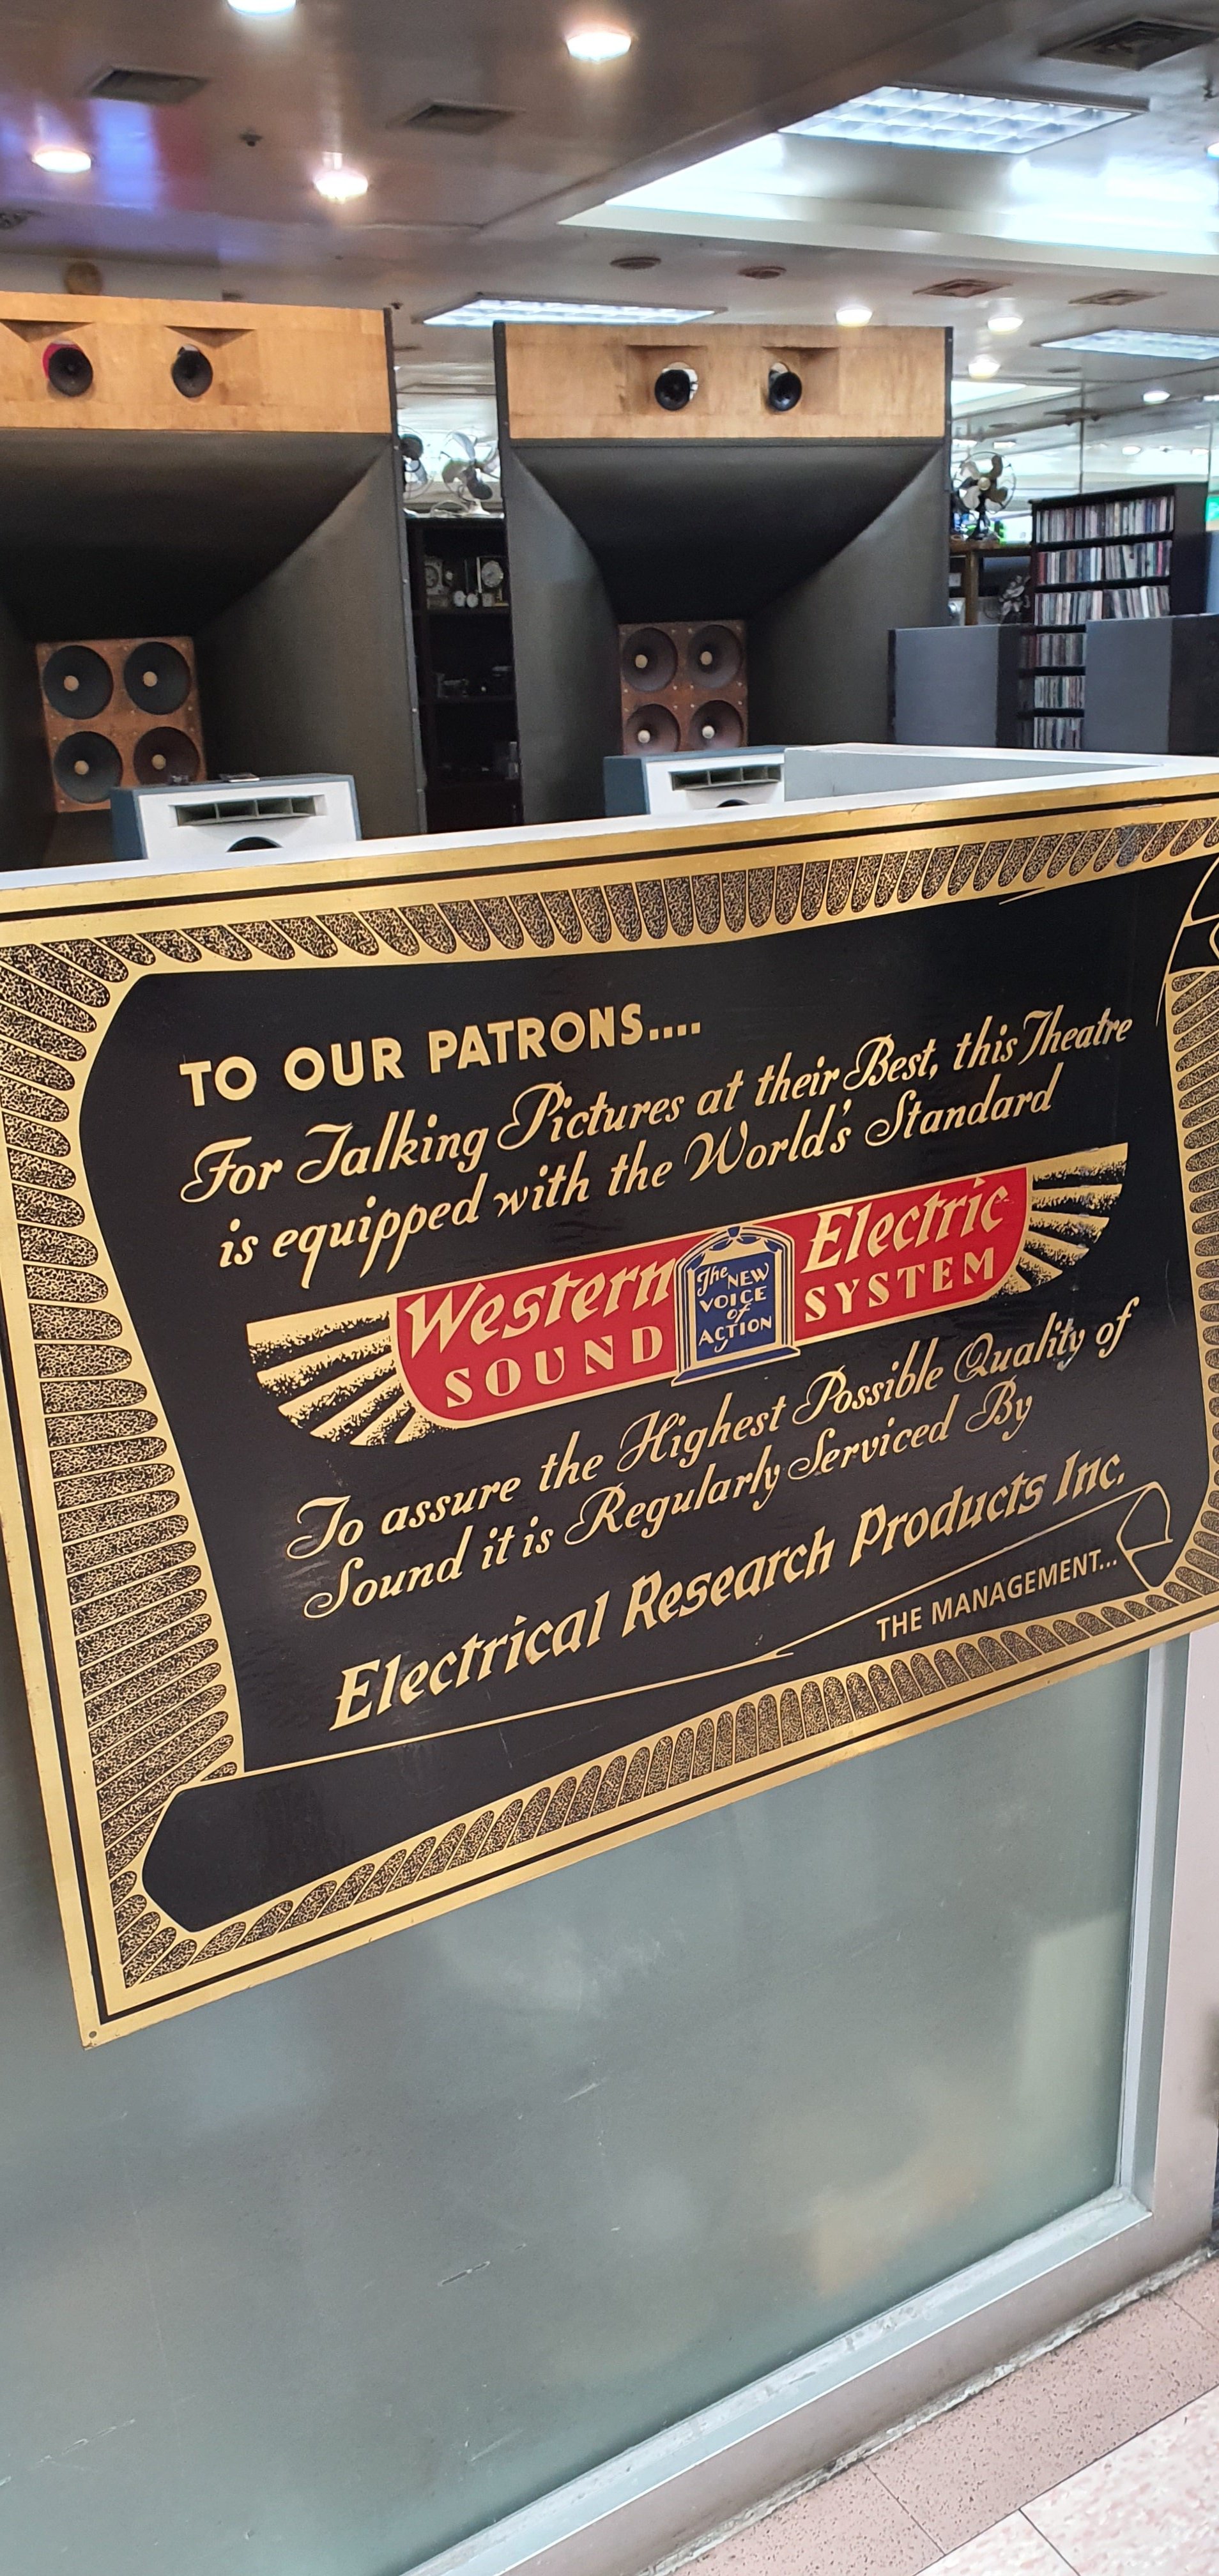 TO OUR PATRONS....
For Talking Pictures at their Best, this Theatre
is equipped with the World's Standard
Western Electric
SOUND SYSTEM
The NEW
VOICE
of
ACTION
To assure the Highest Possible Quality of
Sound it is Regularly Serviced By
Electrical Research Products Inc.
THE MANAGEMENT...